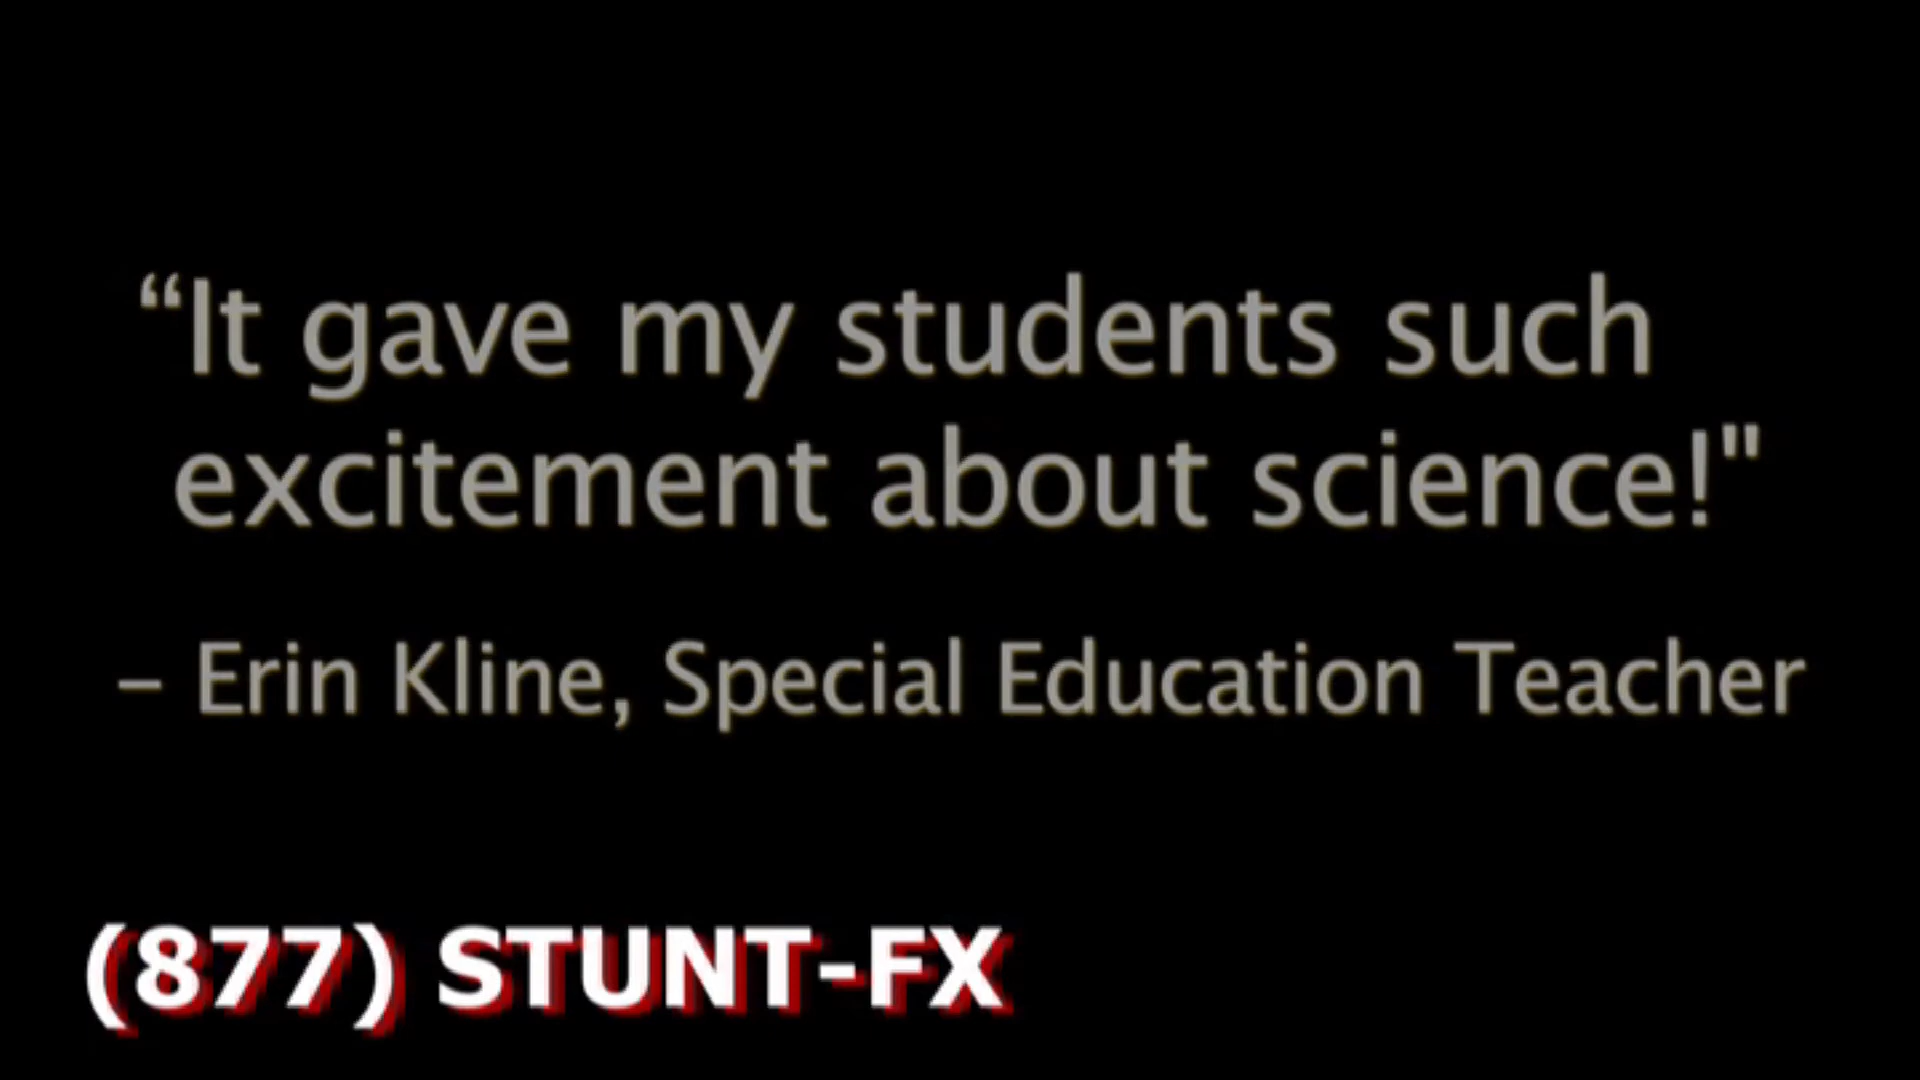 “It gave my students such
excitement about science!"
– Erin Kline, Special Education Teacher
(877) STUNT-FX